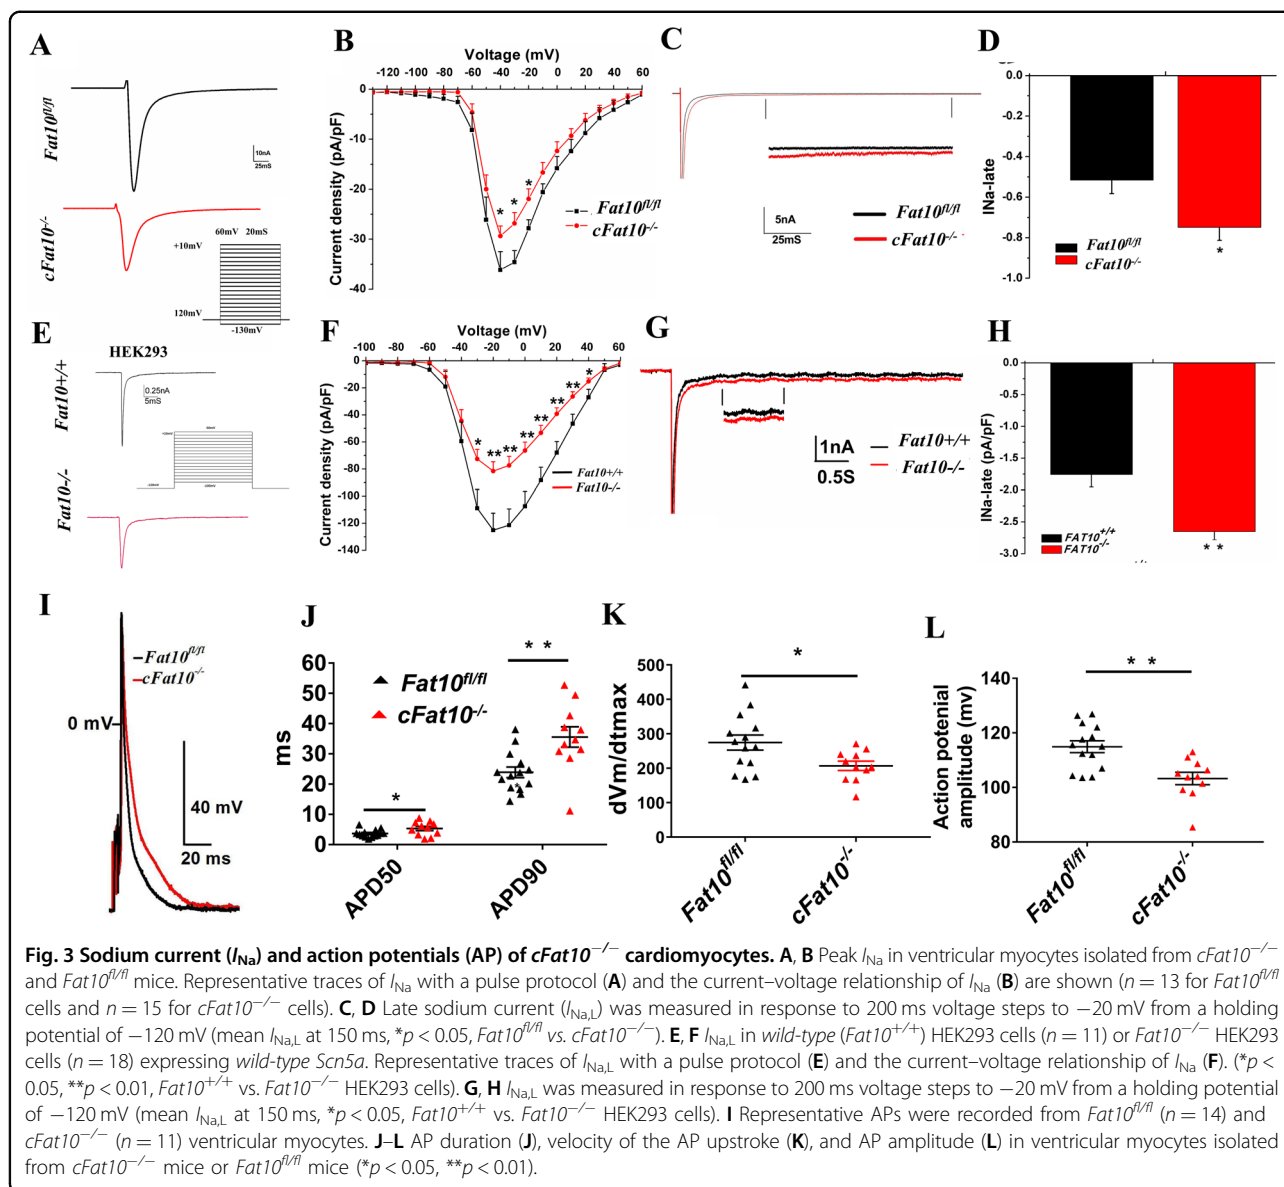 A
Fat10fl/fl
10nA
25mS
cFat10-/-
60mV 20mS
+10mV
120mV
-130mV
B
Voltage (mV)
-120 -100 -80 -60 -40 -20 0 20 40 60
Current density (pA/pF)
0
-10
-20
-30
-40
* * *
Fat10fl/fl
cFat10-/-
C
5nA
25mS
Fat10fl/fl
cFat10-/-
D
INa-late
0.0
-0.2
-0.4
-0.6
-0.8
-1.0
Fat10fl/fl
cFat10-/-
*
E
HEK293
Fat10+/+
0.25nA
5mS
Fat10-/-
F
Voltage (mV)
-100 -80 -60 -40 -20 0 20 40 60
Current density (pA/pF)
0
-20
-40
-60
-80
-100
-120
-140
* ** ** ** ** ** ** *
Fat10+/+
Fat10-/-
G
1nA
0.5S
Fat10+/+
Fat10-/-
H
INa-late (pA/pF)
0.0
-0.5
-1.0
-1.5
-2.0
-2.5
-3.0
FAT10+/+
FAT10-/-
* *
I
Fat10fl/fl
cFat10-/-
0 mV
40 mV
20 ms
J
ms
60
50
40
30
20
10
0
* *
*
Fat10fl/fl
cFat10-/-
APD50 APD90
K
dVm/dtmax
500
400
300
200
100
0
*
Fat10fl/fl cFat10-/-
L
Action potenial
amplitude (mv)
140
120
100
80
* *
Fat10fl/fl cFat10-/-
Fig. 3 Sodium current (INa) and action potentials (AP) of cFat10−/− cardiomyocytes. A, B Peak INa in ventricular myocytes isolated from cFat10−/−
and Fat10fl/fl mice. Representative traces of INa with a pulse protocol (A) and the current–voltage relationship of INa (B) are shown (n = 13 for Fat10fl/fl
cells and n = 15 for cFat10−/− cells). C, D Late sodium current (INa,L) was measured in response to 200 ms voltage steps to −20 mV from a holding
potential of −120 mV (mean INa,L at 150 ms, *p < 0.05, Fat10fl/fl vs. cFat10−/−). E, F INa,L in wild-type (Fat10+/+) HEK293 cells (n = 11) or Fat10−/− HEK293
cells (n = 18) expressing wild-type Scn5a. Representative traces of INa,L with a pulse protocol (E) and the current–voltage relationship of INa (F). (*p <
0.05, **p < 0.01, Fat10+/+ vs. Fat10−/− HEK293 cells). G, H INa,L was measured in response to 200 ms voltage steps to −20 mV from a holding potential
of −120 mV (mean INa,L at 150 ms, *p < 0.05, Fat10+/+ vs. Fat10−/− HEK293 cells). I Representative APs were recorded from Fat10fl/fl (n = 14) and
cFat10−/− (n = 11) ventricular myocytes. J–L AP duration (J), velocity of the AP upstroke (K), and AP amplitude (L) in ventricular myocytes isolated
from cFat10−/− mice or Fat10fl/fl mice (*p < 0.05, **p < 0.01).